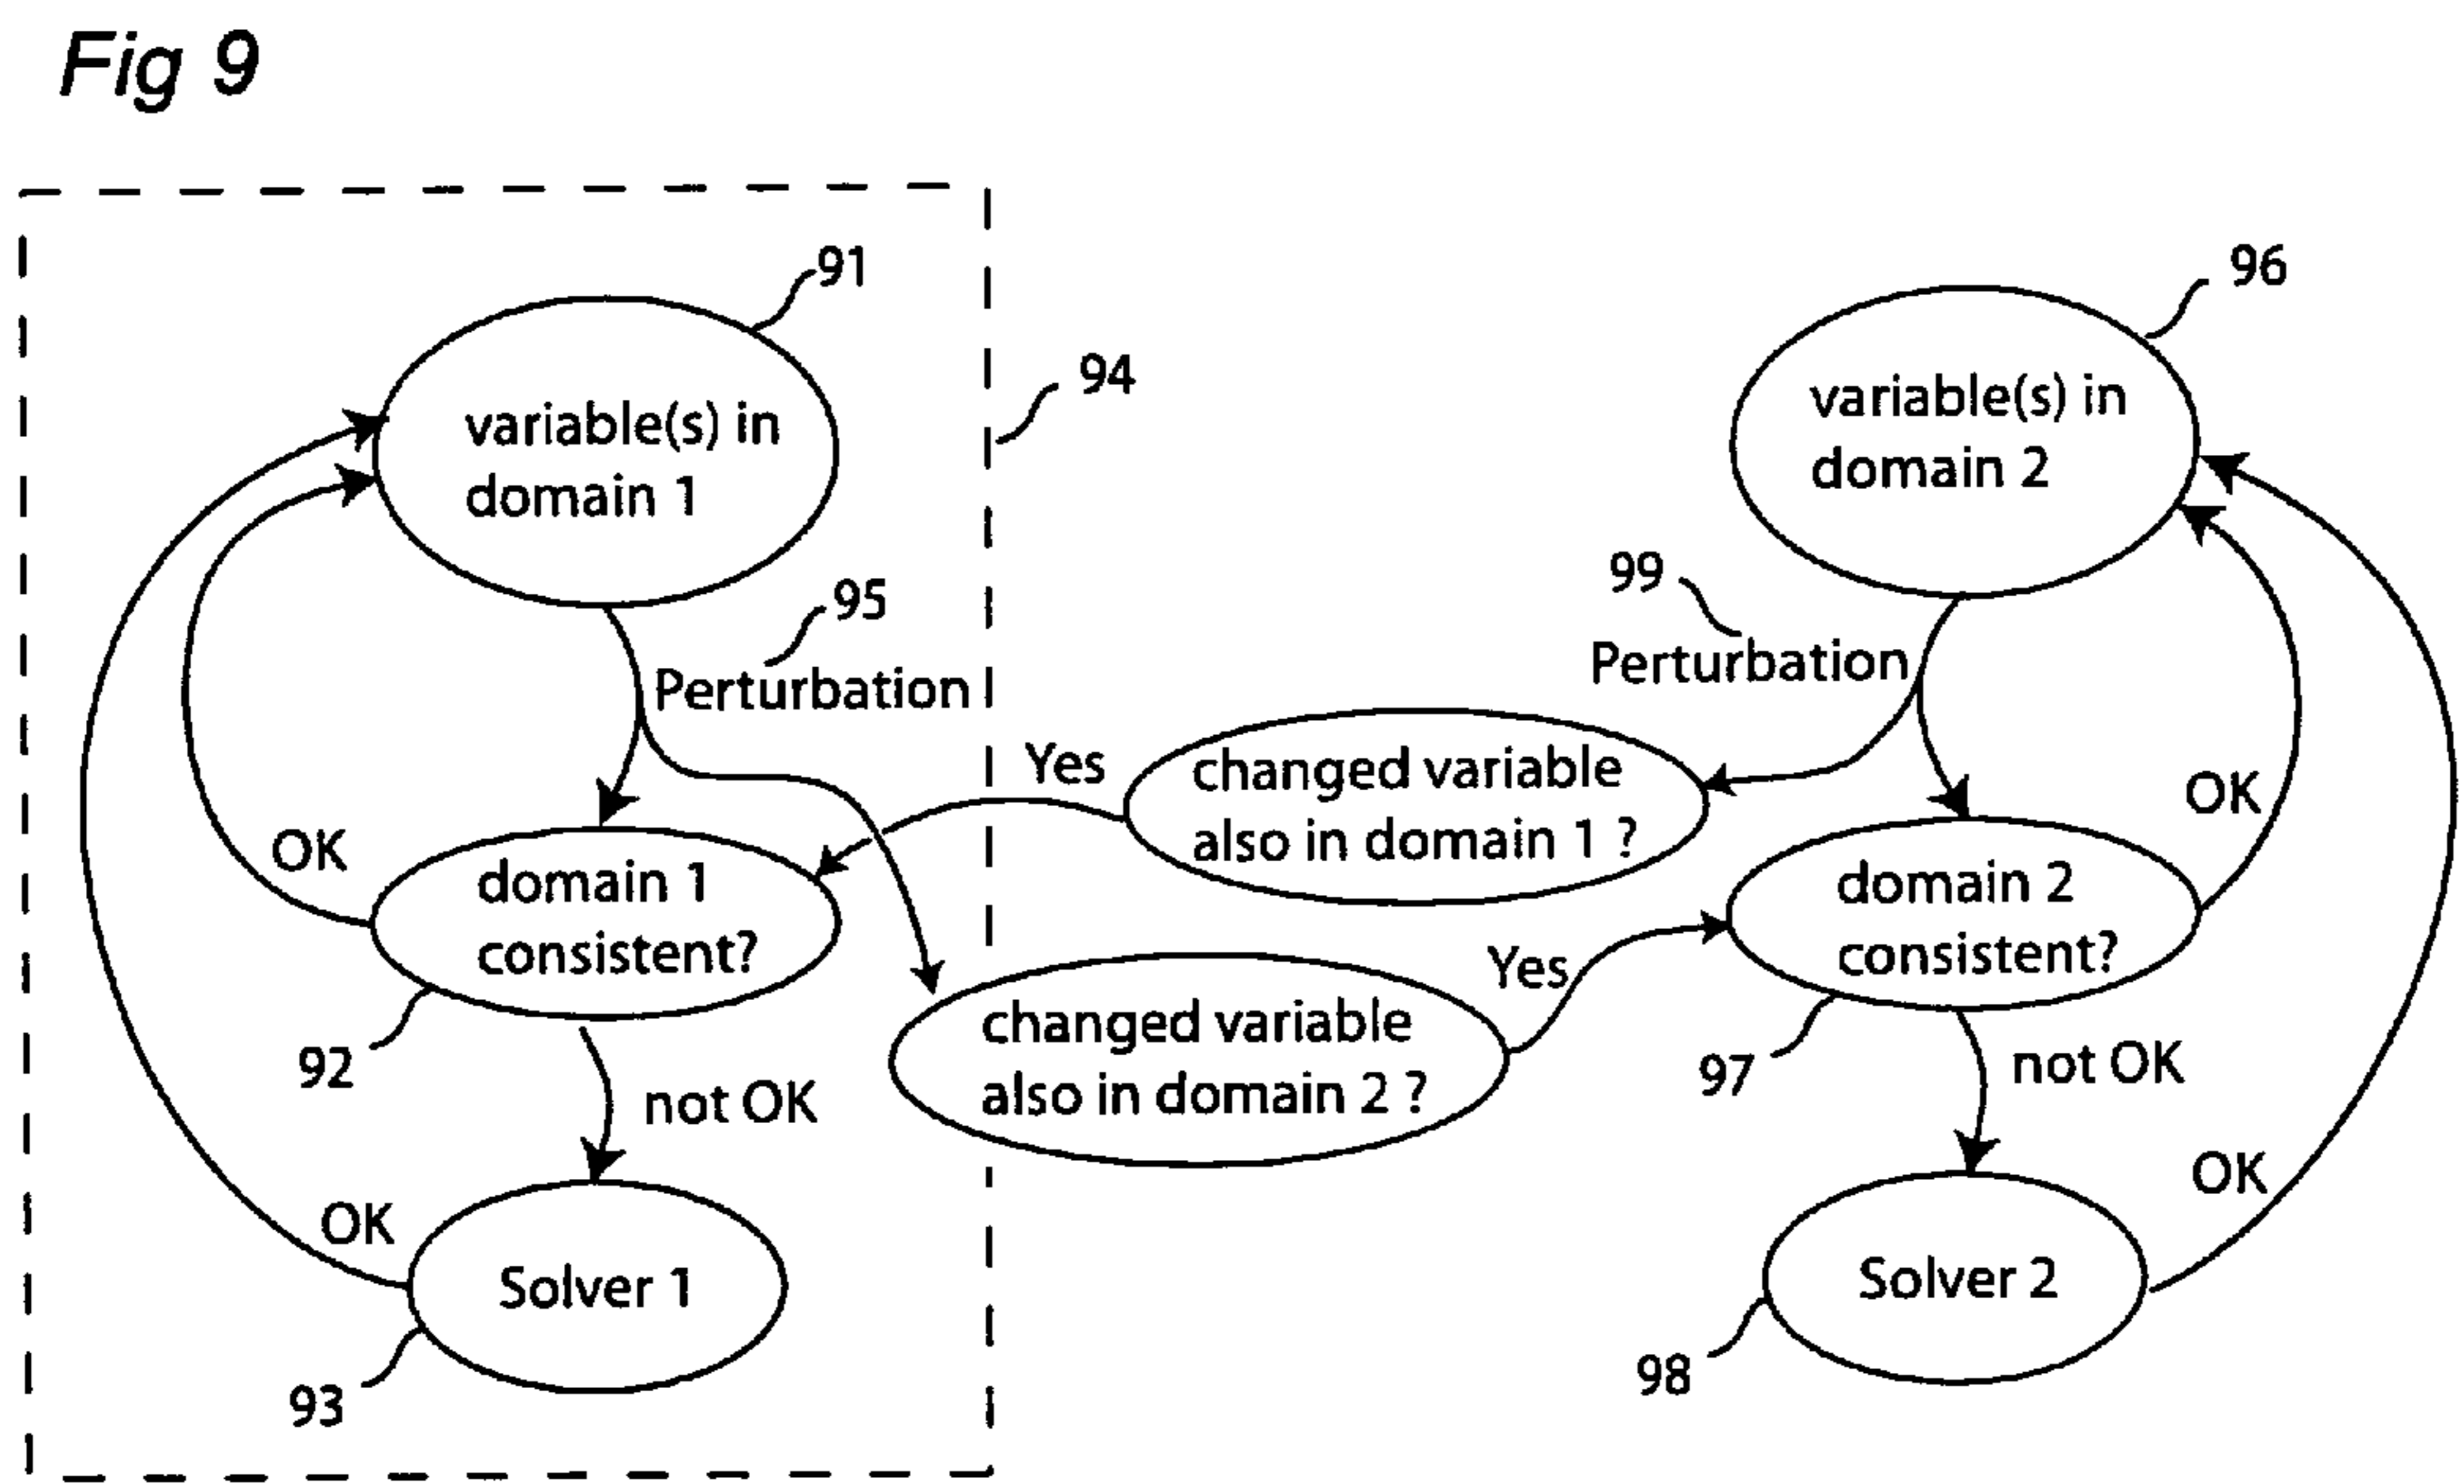 Fig 9
91
variable(s) in
domain 1
94
95
Perturbation
OK
domain 1
consistent?
92
not OK
OK
Solver 1
93
Yes
changed variable
also in domain 1 ?
changed variable
also in domain 2 ?
Yes
96
variable(s) in
domain 2
99
Perturbation
OK
domain 2
consistent?
97
not OK
OK
Solver 2
98